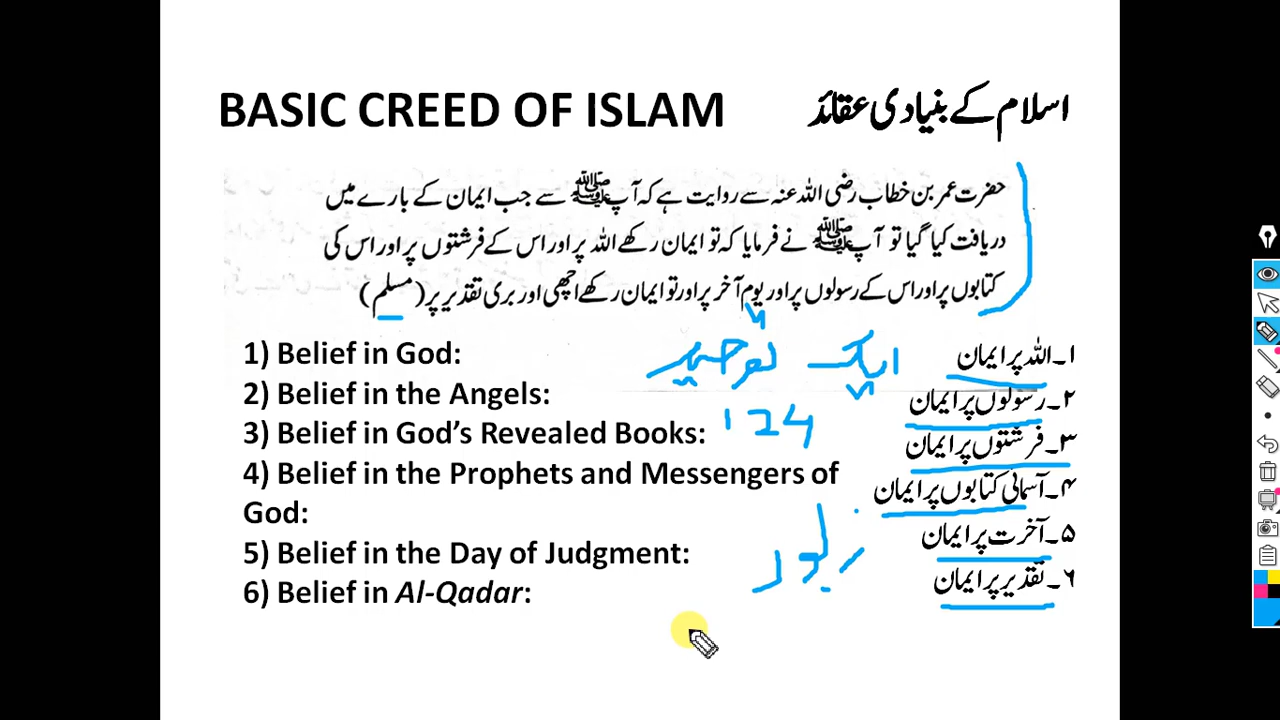 BASIC CREED OF ISLAM
اسلام کے بنیادی عقائد
حضرت عمر بن خطاب رضی اللہ عنہ سے روایت ہے کہ آپ ﷺ سے جب ایمان کے بارے میں
دریافت کیا گیا تو آپ ﷺ نے فرمایا کہ تو ایمان رکھے اللہ پر اور اس کے فرشتوں پر اور اس کی
کتابوں پر اور اس کے رسولوں پر اور یوم آخر پر اور تو ایمان رکھے اچھی اور بری تقدیر پر (مسلم)
1) Belief in God:
2) Belief in the Angels:
3) Belief in God's Revealed Books:
4) Belief in the Prophets and Messengers of
God:
5) Belief in the Day of Judgment:
6) Belief in Al-Qadar:
ایک توحید
124
زبور
۱۔اللہ پر ایمان
۲۔رسولوں پر ایمان
۳۔فرشتوں پر ایمان
۴۔آسمانی کتابوں پر ایمان
۵۔آخرت پر ایمان
۶۔تقدیر پر ایمان